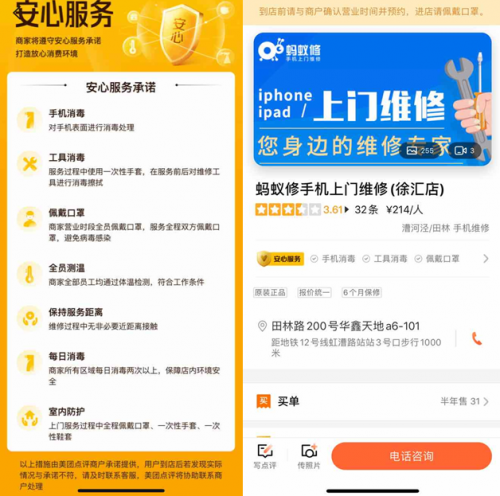 安心服务
商家将遵守安心服务承诺
打造放心消费环境
安心
安心服务承诺
手机消毒
对手机表面进行消毒处理
工具消毒
服务过程中使用一次性手套，在服务前后对维修工
具进行消毒擦拭
佩戴口罩
商家营业时段全员佩戴口罩，服务全程双方佩戴口
罩，避免病毒感染
全员测温
商家全部员工均通过体温检测，符合工作条件
保持服务距离
维修过程中无非必要近距离接触
每日消毒
商家所有区域每日消毒两次以上，保障店内环境安
全
室内防护
上门服务过程中全程佩戴口罩、一次性手套、一次
性鞋套
以上措施由美团点评商户承诺提供，用户到店后若发现实际
情况与承诺不符，请及时联系客服，美团点评将协助联系商
户处理
到店前请与商户确认营业时间并预约，进店请佩戴口罩。
蚂蚁修
手机上门维修
iphone
ipad / 上门维修
您身边的维修专家
255
3
蚂蚁修手机上门维修(徐汇店)
3.61 32条 ¥214/人
漕河泾/田林 手机维修
安心服务 手机消毒 工具消毒 佩戴口罩
原装正品 报价统一 6个月保修
田林路200号华鑫天地a6-101
距地铁12号线虹漕路站站3号口步行1000
米
买单 半年售 31
写点评 传照片 电话咨询